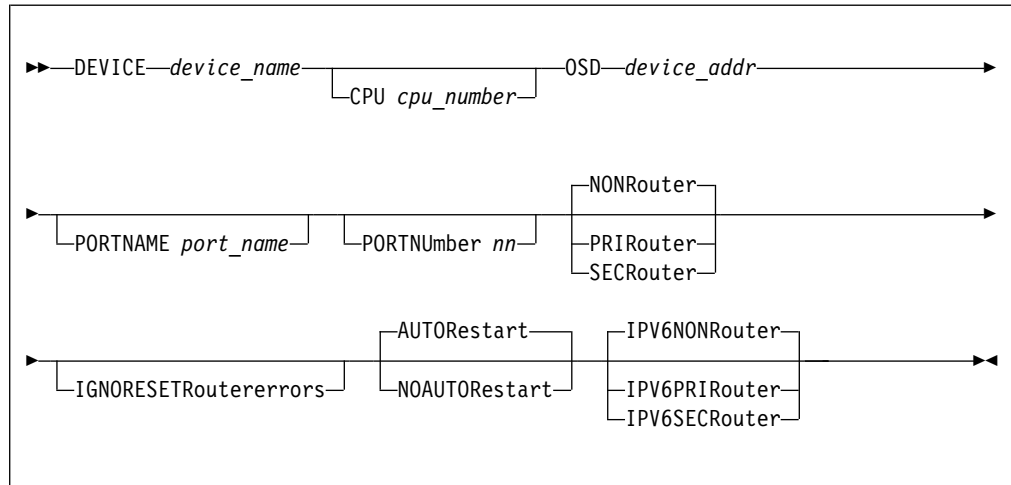 DEVICE device_name OSD device_addr
CPU cpu_number
NONRouter
PORTNAME port_name PORTNUmber nn PRIRouter
SECRouter
AUTORestart IPV6NONRouter
IGNORESETRoutererrors NOAUTORestart IPV6PRIRouter
IPV6SECRouter